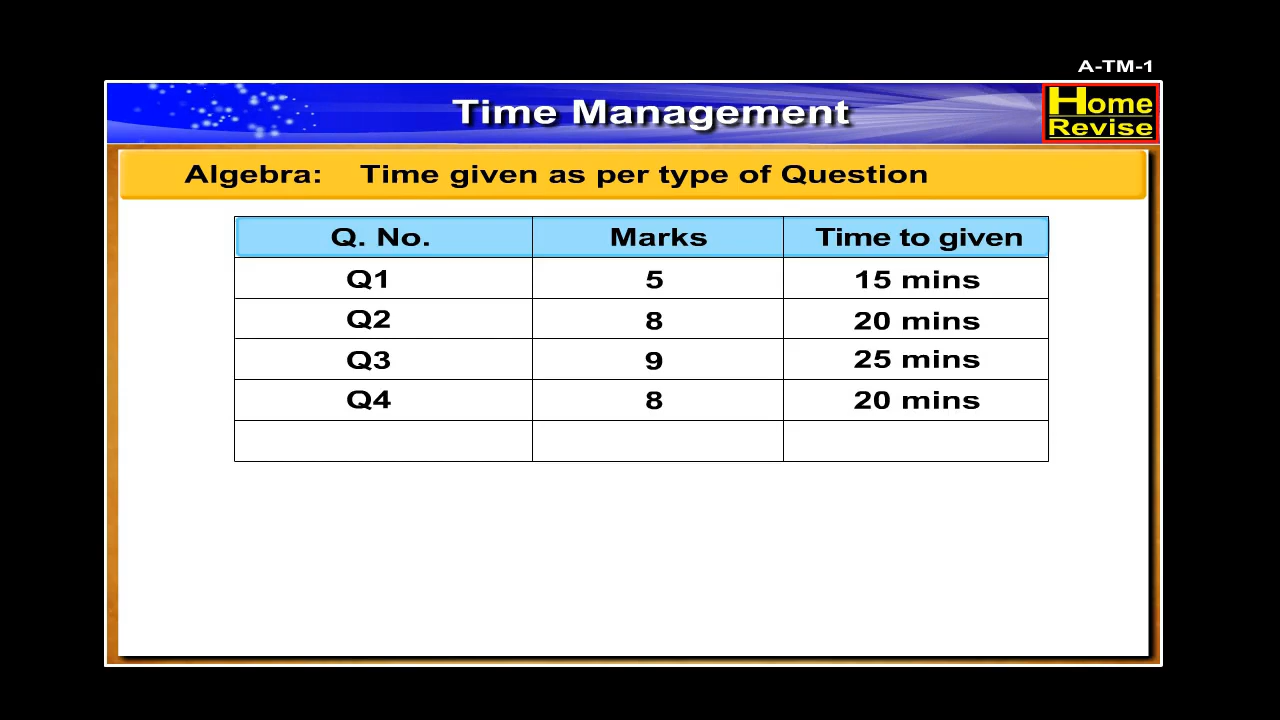 A-TM-1
Time Management
Home
Revise
Algebra: Time given as per type of Question
Q. No. Marks Time to given
Q1 5 15 mins
Q2 8 20 mins
Q3 9 25 mins
Q4 8 20 mins